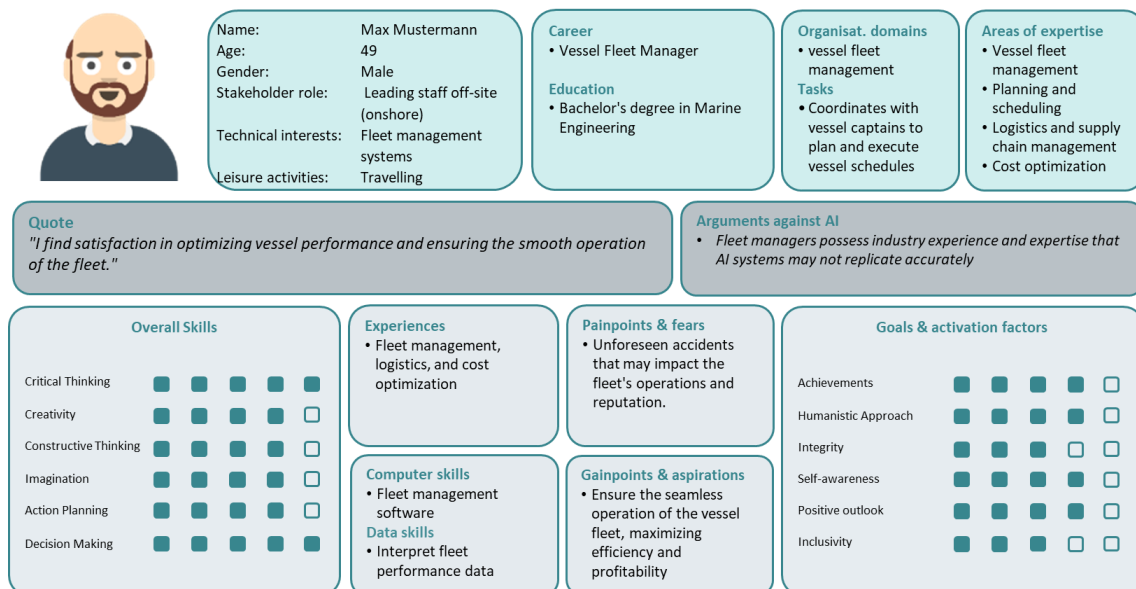 Name: Max Mustermann
Age: 49
Gender: Male
Stakeholder role: Leading staff off-site
(onshore)
Technical interests: Fleet management
systems
Leisure activities: Travelling
Career
• Vessel Fleet Manager
Education
• Bachelor's degree in Marine
Engineering
Organisat. domains
• vessel fleet
management
Tasks
• Coordinates with
vessel captains to
plan and execute
vessel schedules
Areas of expertise
• Vessel fleet
management
• Planning and
scheduling
• Logistics and supply
chain management
• Cost optimization
Quote
"I find satisfaction in optimizing vessel performance and ensuring the smooth operation
of the fleet."
Arguments against AI
• Fleet managers possess industry experience and expertise that
AI systems may not replicate accurately
Overall Skills
Critical Thinking
Creativity
Constructive Thinking
Imagination
Action Planning
Decision Making
Experiences
• Fleet management,
logistics, and cost
optimization
Painpoints & fears
• Unforeseen accidents
that may impact the
fleet's operations and
reputation.
Computer skills
• Fleet management
software
Data skills
• Interpret fleet
performance data
Gainpoints & aspirations
• Ensure the seamless
operation of the vessel
fleet, maximizing
efficiency and
profitability
Goals & activation factors
Achievements
Humanistic Approach
Integrity
Self-awareness
Positive outlook
Inclusivity